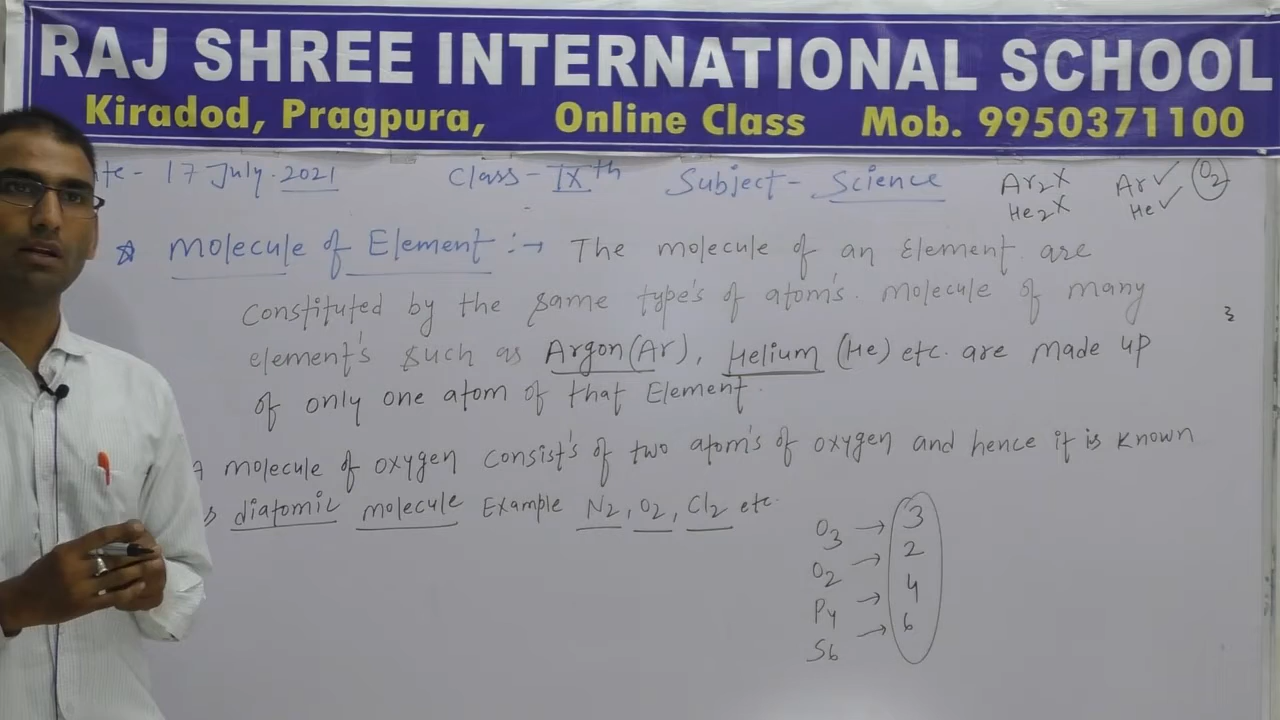 RAJ SHREE INTERNATIONAL SCHOOL
Kiradod, Pragpura, Online Class Mob. 9950371100
te - 17 July. 2021 Class - IXth Subject - Science
Ar2 X Ar ✓ O2
He2 X He ✓
☆ Molecule of Element :→ The molecule of an Element are
constituted by the same type's of atom's. molecule of many
3
element's such as Argon (Ar), Helium (He) etc. are made up
of only one atom of that Element.
A molecule of oxygen consist's of two atom's of oxygen and hence it is known
s diatomic molecule Example N2, O2, Cl2 etc.
O3 → 3
O2 → 2
P4 → 4
S6 → 6